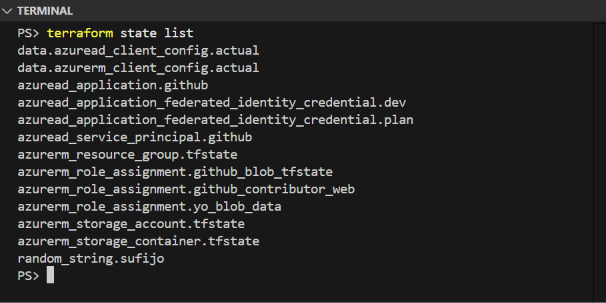 TERMINAL
PS> terraform state list
data.azuread_client_config.actual
data.azurerm_client_config.actual
azuread_application.github
azuread_application_federated_identity_credential.dev
azuread_application_federated_identity_credential.plan
azuread_service_principal.github
azurerm_resource_group.tfstate
azurerm_role_assignment.github_blob_tfstate
azurerm_role_assignment.github_contributor_web
azurerm_role_assignment.yo_blob_data
azurerm_storage_account.tfstate
azurerm_storage_container.tfstate
random_string.sufijo
PS>